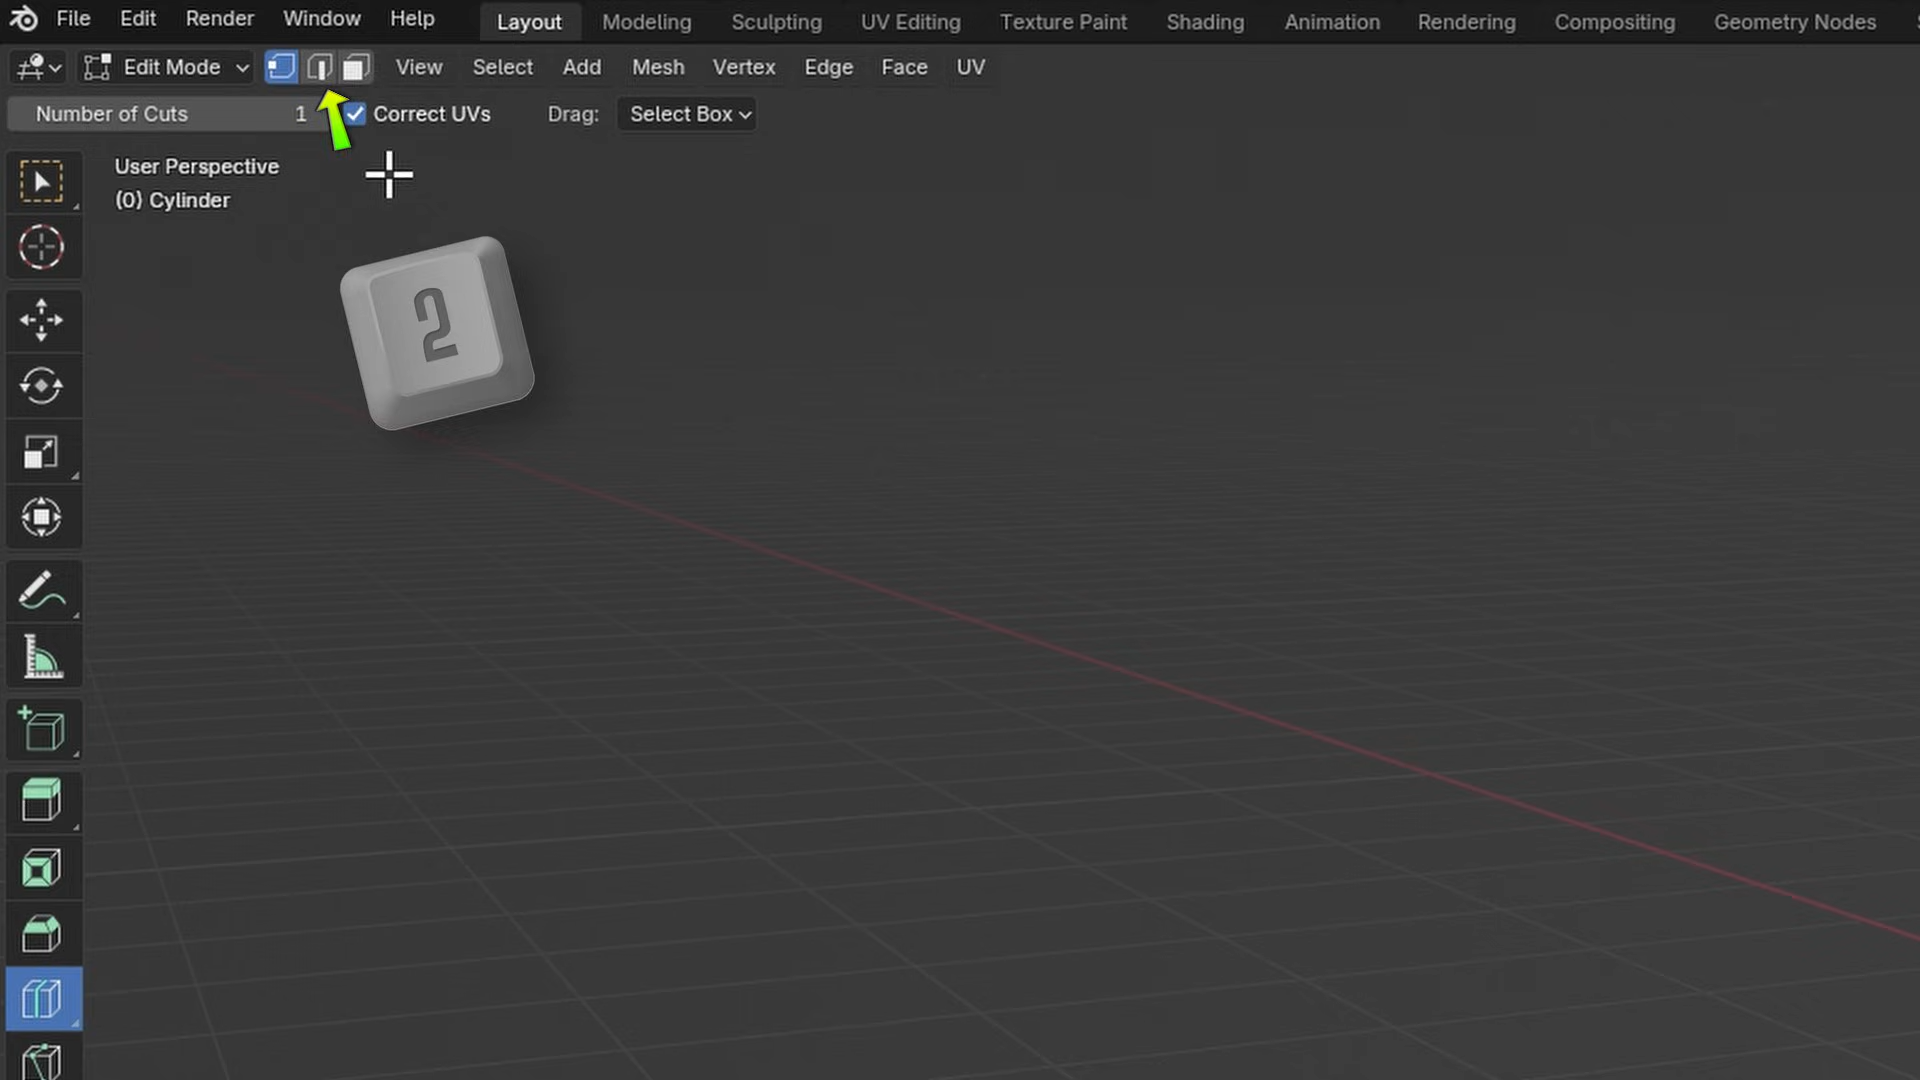 File Edit Render Window Help Layout Modeling Sculpting UV Editing Texture Paint Shading Animation Rendering Compositing Geometry Nodes
Edit Mode View Select Add Mesh Vertex Edge Face UV
Number of Cuts 1 Correct UVs Drag: Select Box
User Perspective
(0) Cylinder
2